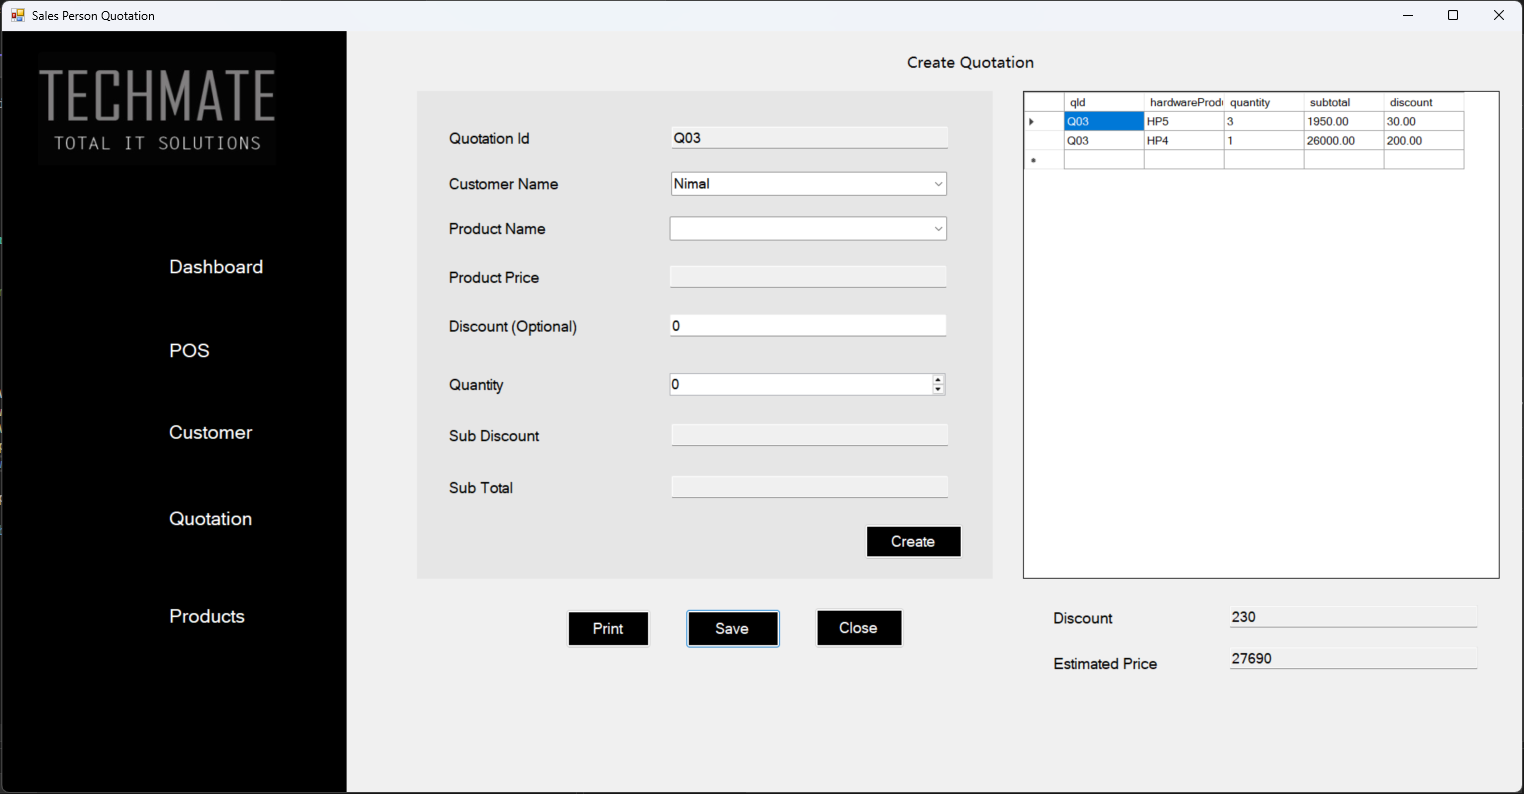 Sales Person Quotation
TECHMATE
TOTAL IT SOLUTIONS
Dashboard
POS
Customer
Quotation
Products
Create Quotation
Quotation Id Q03
Customer Name Nimal
Product Name
Product Price
Discount (Optional) 0
Quantity 0
Sub Discount
Sub Total
Create
Print Save Close
qId hardwareProdu quantity subtotal discount
Q03 HP5 3 1950.00 30.00
Q03 HP4 1 26000.00 200.00
Discount 230
Estimated Price 27690